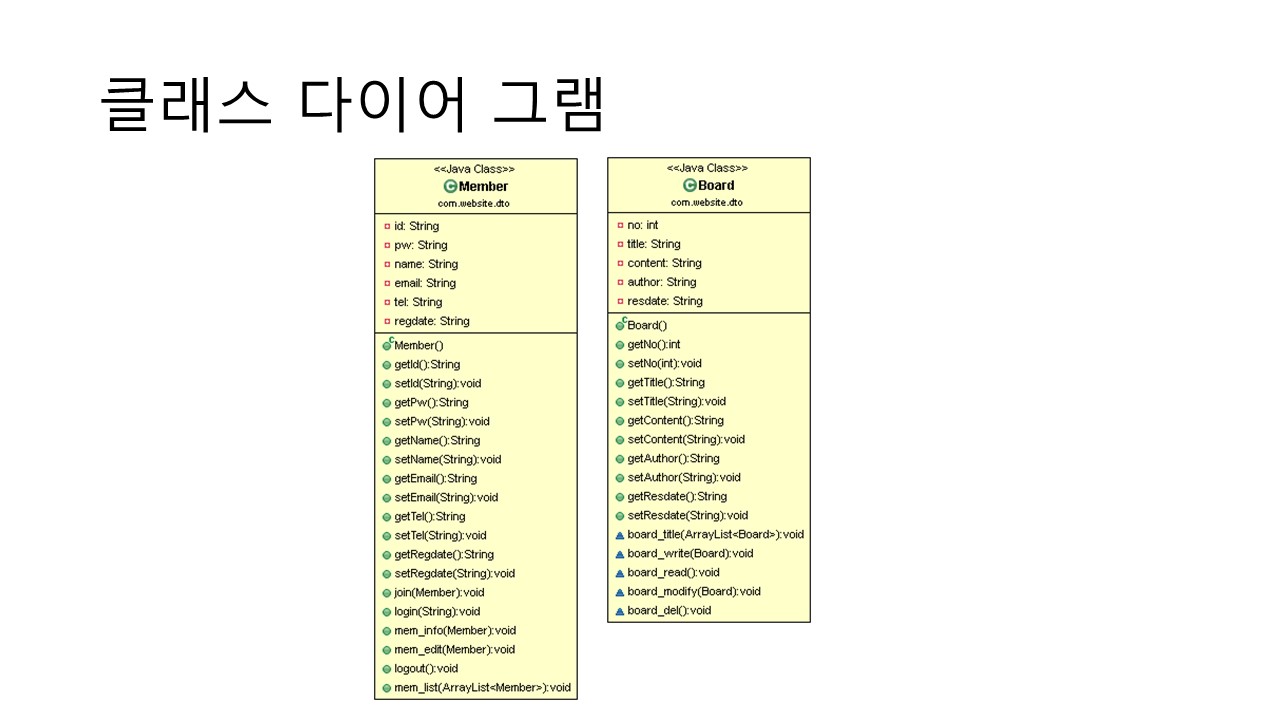 클래스 다이어 그램
<<Java Class>>
Member
com.website.dto
id: String
pw: String
name: String
email: String
tel: String
regdate: String
Member()
getId():String
setId(String):void
getPw():String
setPw(String):void
getName():String
setName(String):void
getEmail():String
setEmail(String):void
getTel():String
setTel(String):void
getRegdate():String
setRegdate(String):void
join(Member):void
login(String):void
mem_info(Member):void
mem_edit(Member):void
logout():void
mem_list(ArrayList<Member>):void
<<Java Class>>
Board
com.website.dto
no: int
title: String
content: String
author: String
resdate: String
Board()
getNo():int
setNo(int):void
getTitle():String
setTitle(String):void
getContent():String
setContent(String):void
getAuthor():String
setAuthor(String):void
getResdate():String
setResdate(String):void
board_title(ArrayList<Board>):void
board_write(Board):void
board_read():void
board_modify(Board):void
board_del():void